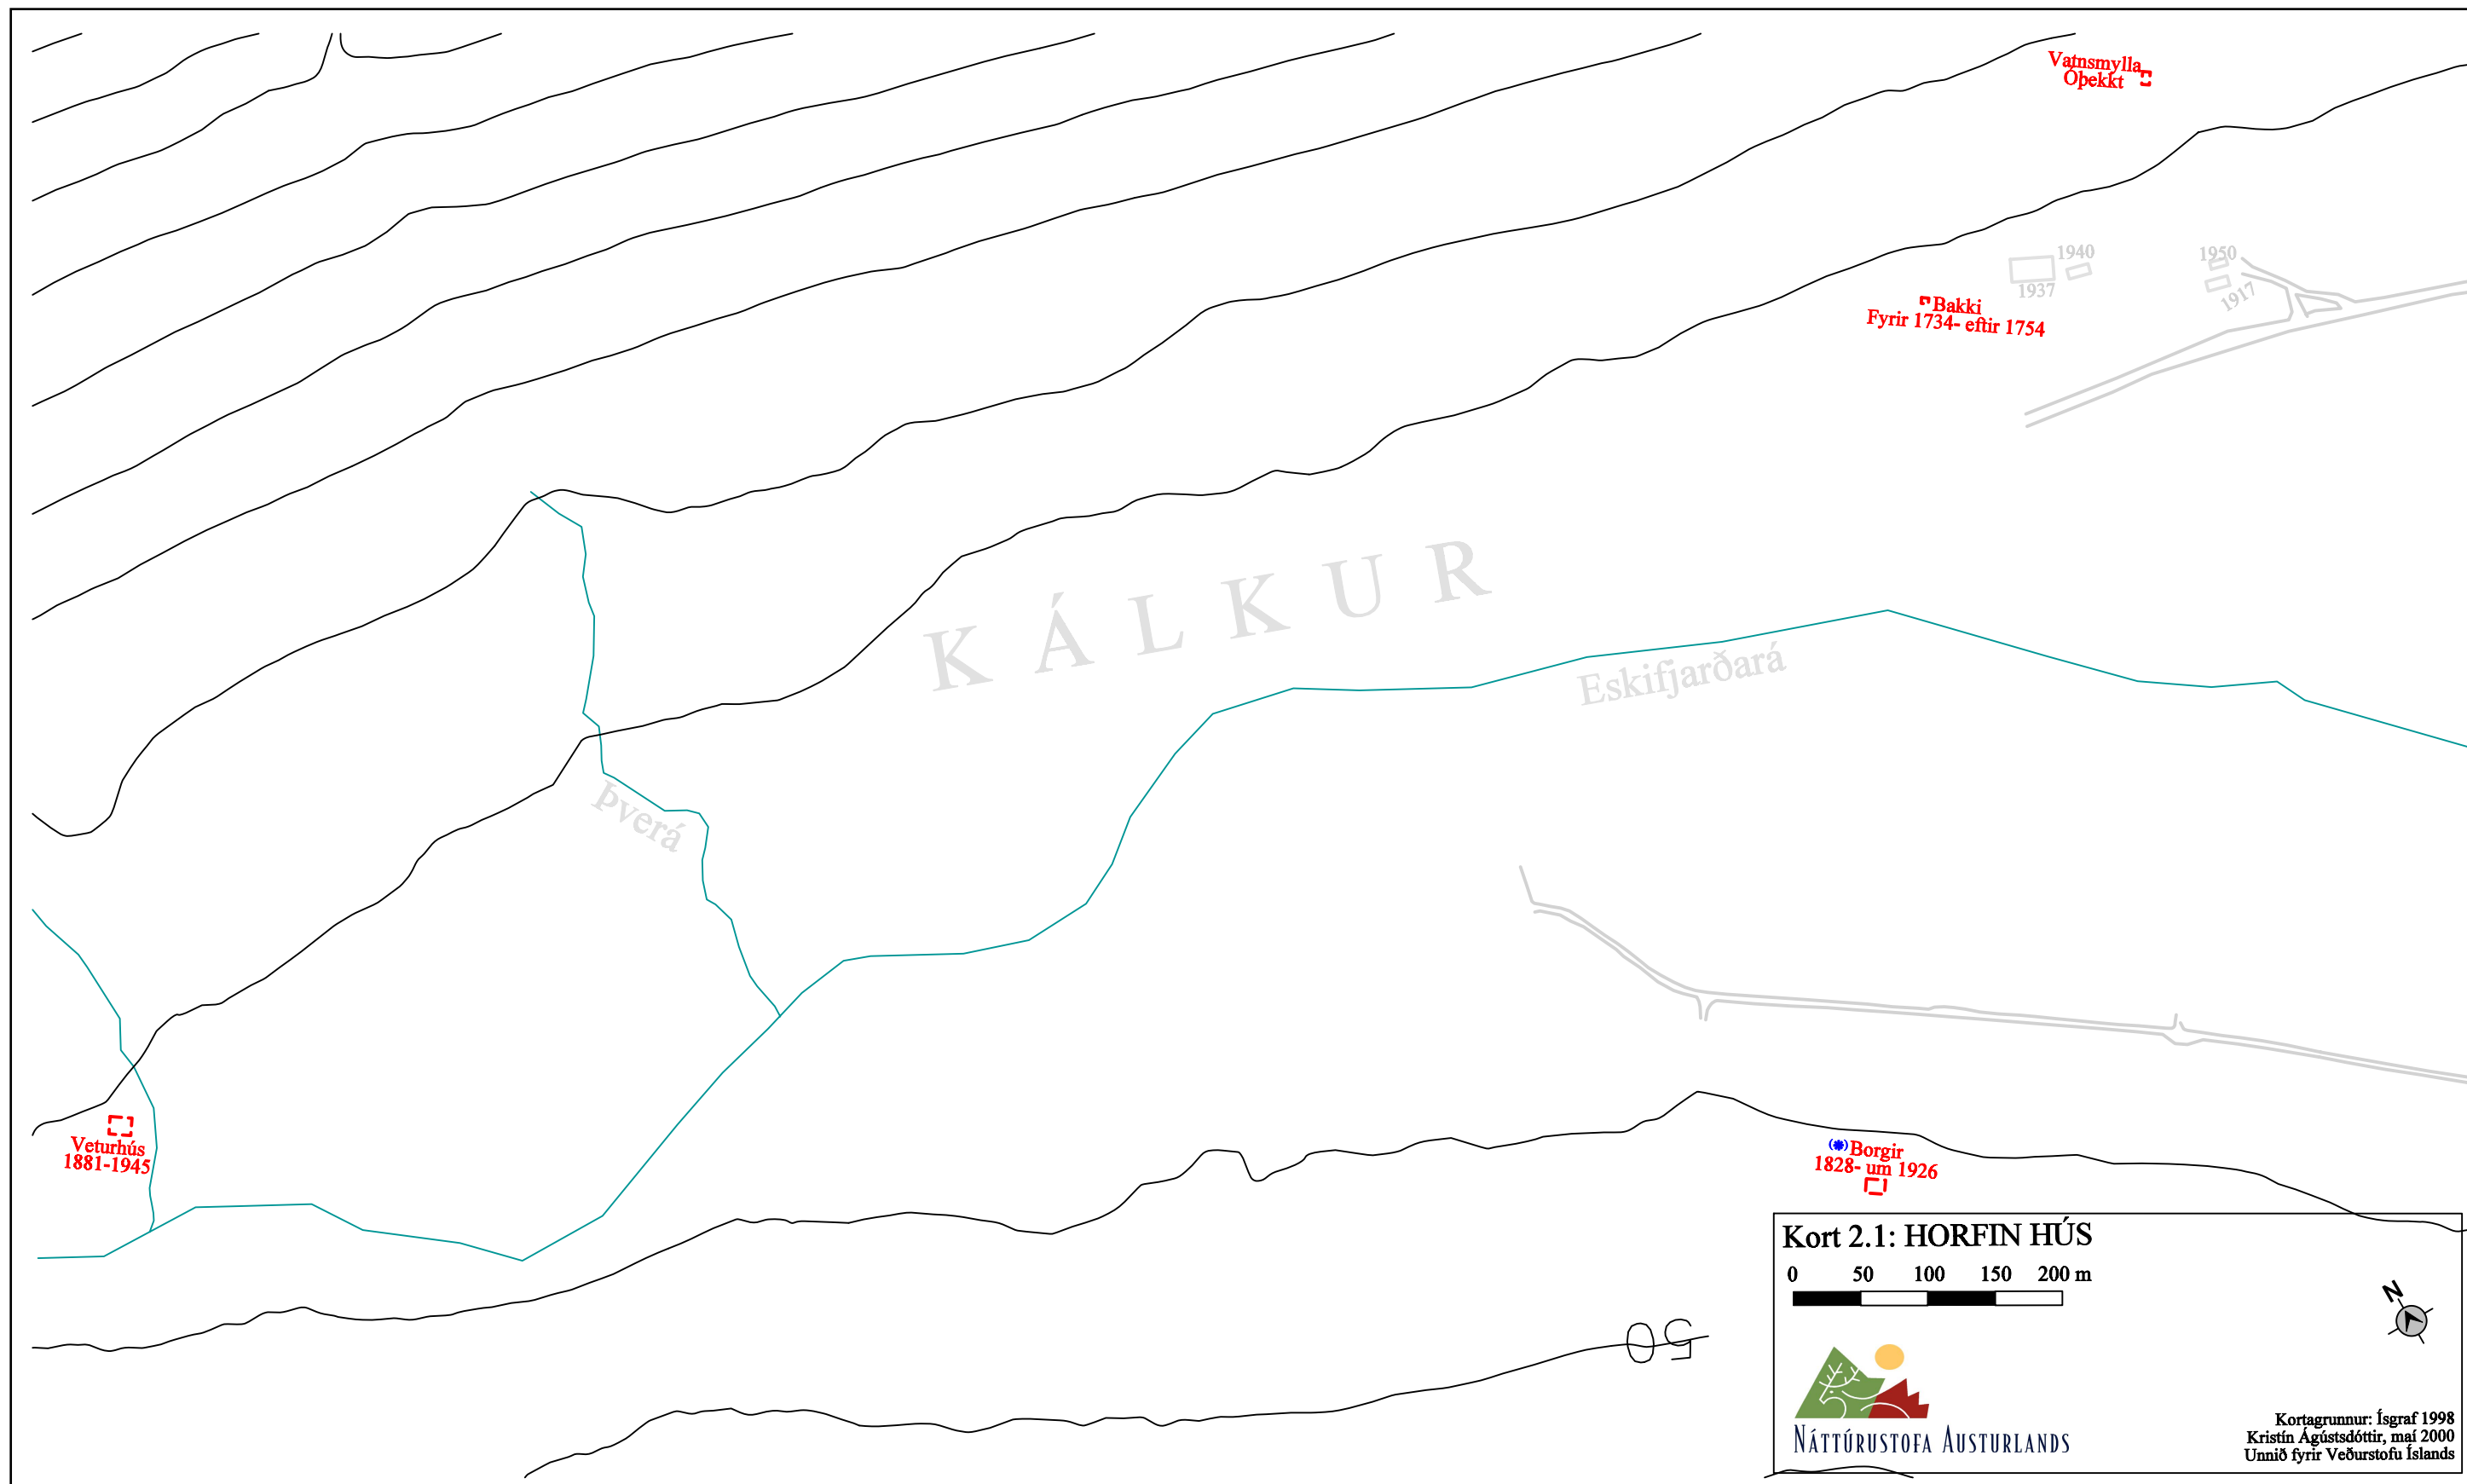 Vatnsmylla
Óþekkt
1940
1950
1937
1917
Bakki
Fyrir 1734- eftir 1754
KÁLKUR
Eskifjarðará
Þverá
Veturhús
1881-1945
(*)Borgir
1828- um 1926
50
Kort 2.1: HORFIN HÚS
0 50 100 150 200 m
N
NÁTTÚRUSTOFA AUSTURLANDS
Kortagrunnur: Ísgraf 1998
Kristín Ágústsdóttir, maí 2000
Unnið fyrir Veðurstofu Íslands